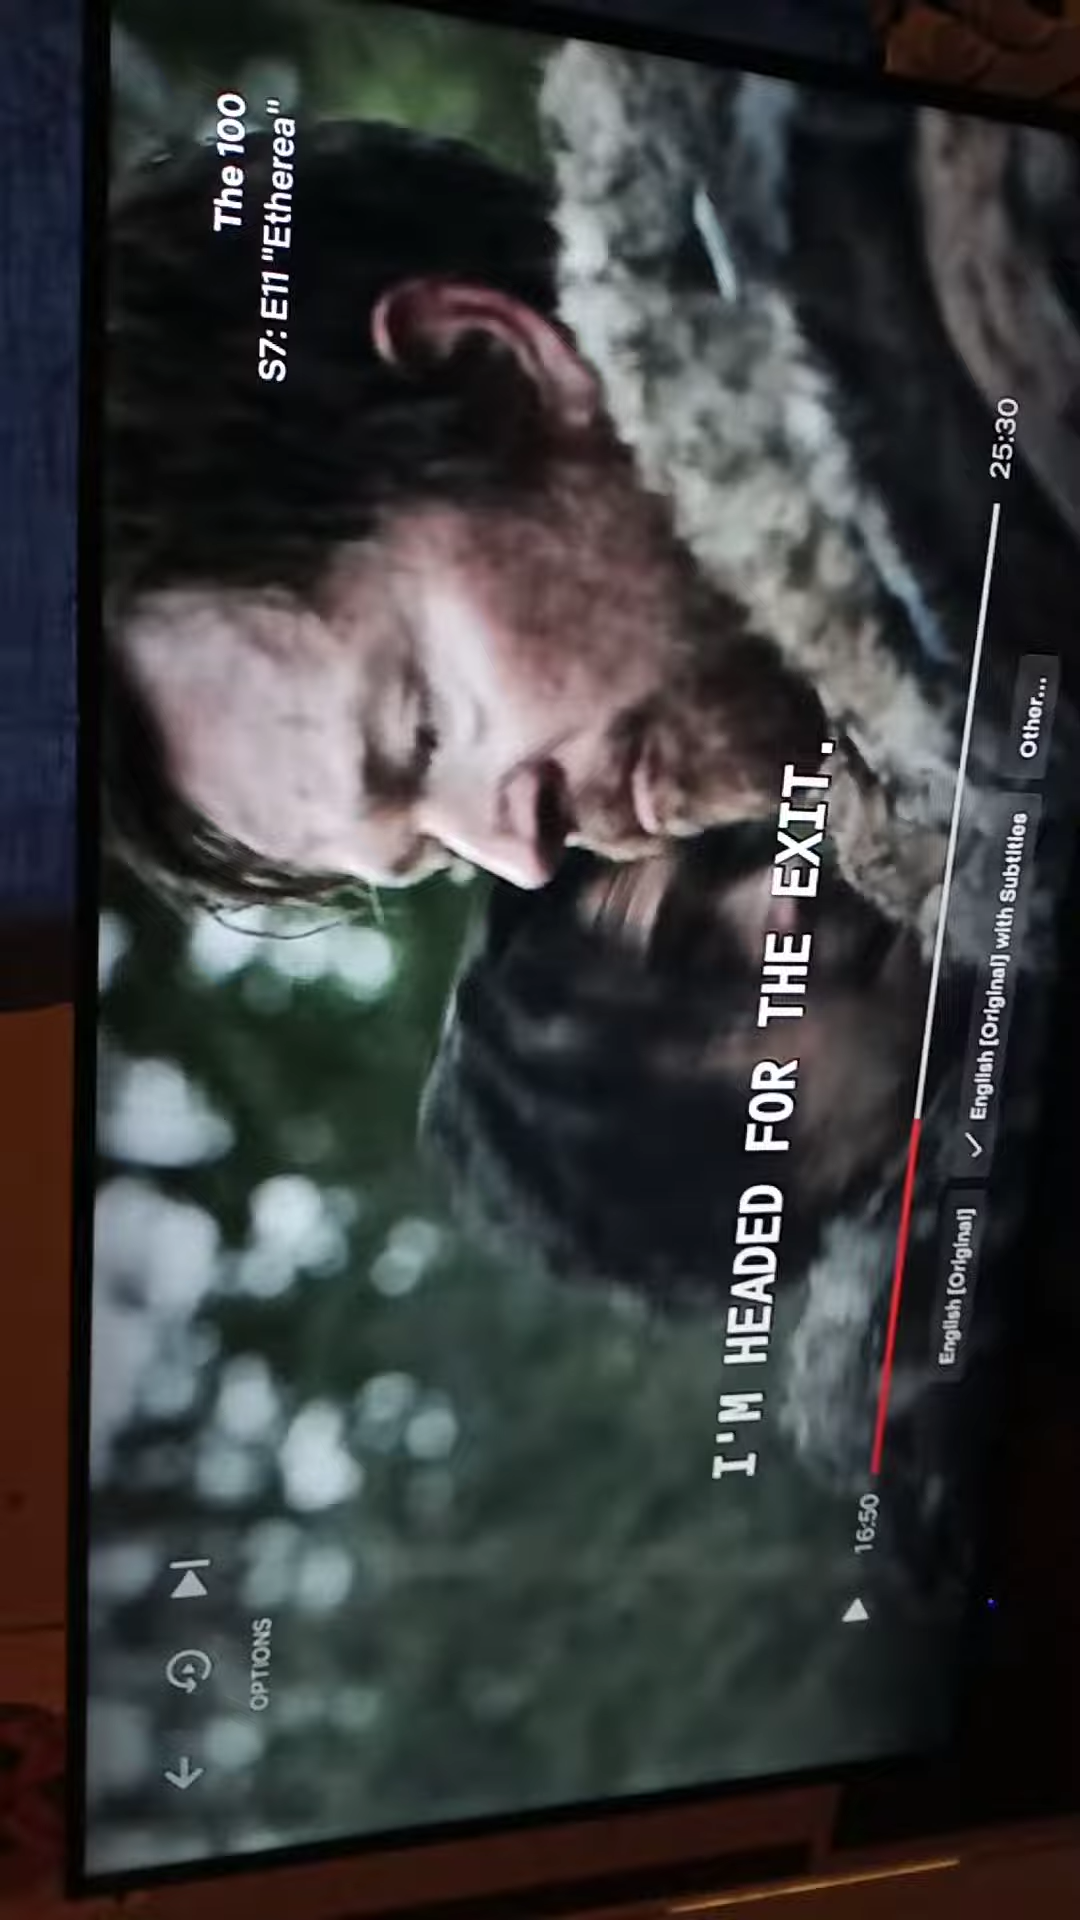 OPTIONS
The 100
S7: E11 "Etherea"
I'M HEADED FOR THE EXIT.
16:50
25:30
English [Original]
English [Original] with Subtitles
Other...